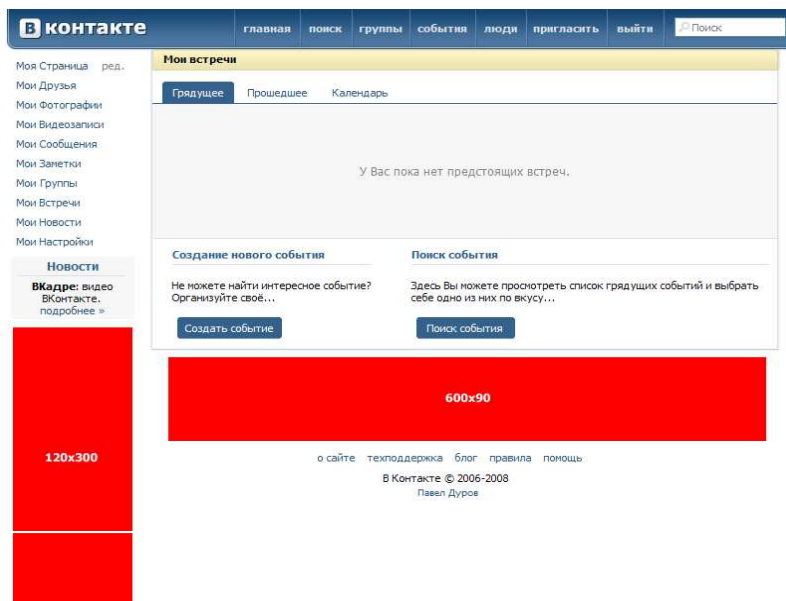 В контакте
главная поиск группы события люди пригласить выйти Поиск
Моя Страница ред.
Мои Друзья
Мои Фотографии
Мои Видеозаписи
Мои Сообщения
Мои Заметки
Мои Группы
Мои Встречи
Мои Новости
Мои Настройки
Новости
ВКадре: видео
ВКонтакте.
подробнее »
120x300
Мои встречи
Грядущее Прошедшее Календарь
У Вас пока нет предстоящих встреч.
Создание нового события
Не можете найти интересное событие?
Организуйте своё...
Создать событие
Поиск события
Здесь Вы можете просмотреть список грядущих событий и выбрать
себе одно из них по вкусу...
Поиск события
600x90
о сайте техподдержка блог правила помощь
В Контакте © 2006-2008
Павел Дуров